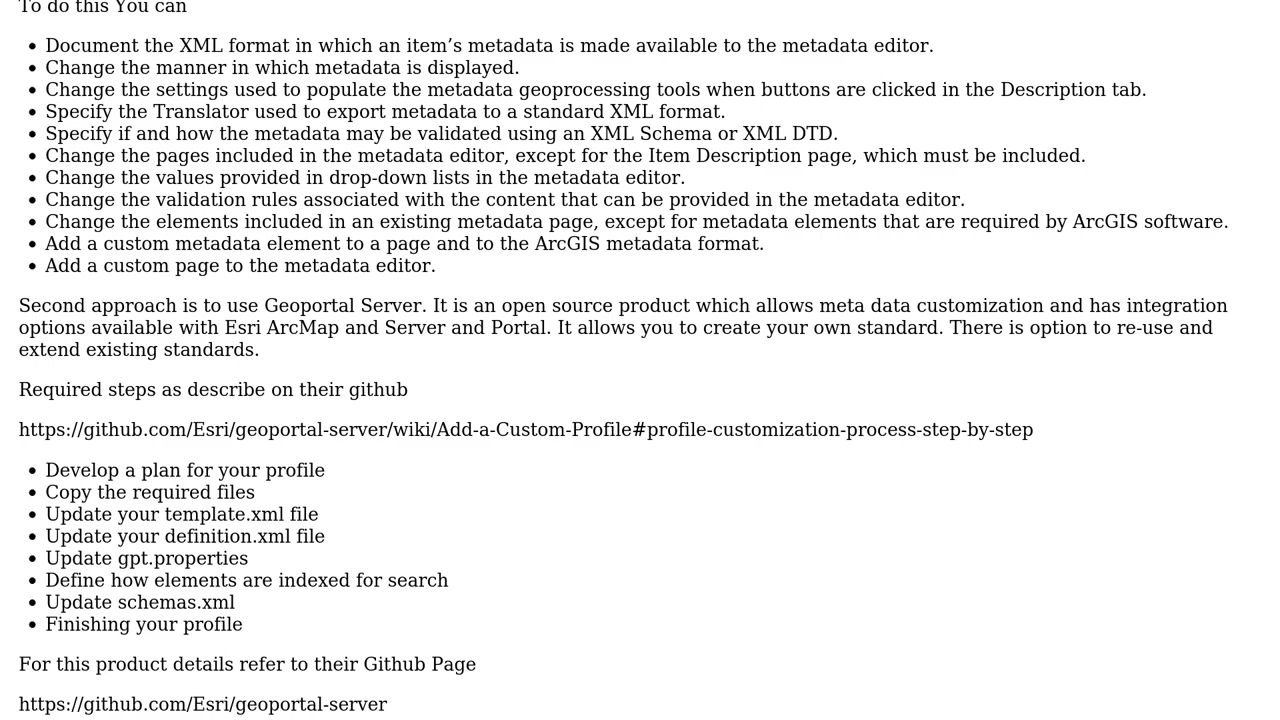 To do this You can
• Document the XML format in which an item’s metadata is made available to the metadata editor.
• Change the manner in which metadata is displayed.
• Change the settings used to populate the metadata geoprocessing tools when buttons are clicked in the Description tab.
• Specify the Translator used to export metadata to a standard XML format.
• Specify if and how the metadata may be validated using an XML Schema or XML DTD.
• Change the pages included in the metadata editor, except for the Item Description page, which must be included.
• Change the values provided in drop-down lists in the metadata editor.
• Change the validation rules associated with the content that can be provided in the metadata editor.
• Change the elements included in an existing metadata page, except for metadata elements that are required by ArcGIS software.
• Add a custom metadata element to a page and to the ArcGIS metadata format.
• Add a custom page to the metadata editor.
Second approach is to use Geoportal Server. It is an open source product which allows meta data customization and has integration
options available with Esri ArcMap and Server and Portal. It allows you to create your own standard. There is option to re-use and
extend existing standards.
Required steps as describe on their github
https://github.com/Esri/geoportal-server/wiki/Add-a-Custom-Profile#profile-customization-process-step-by-step
• Develop a plan for your profile
• Copy the required files
• Update your template.xml file
• Update your definition.xml file
• Update gpt.properties
• Define how elements are indexed for search
• Update schemas.xml
• Finishing your profile
For this product details refer to their Github Page
https://github.com/Esri/geoportal-server